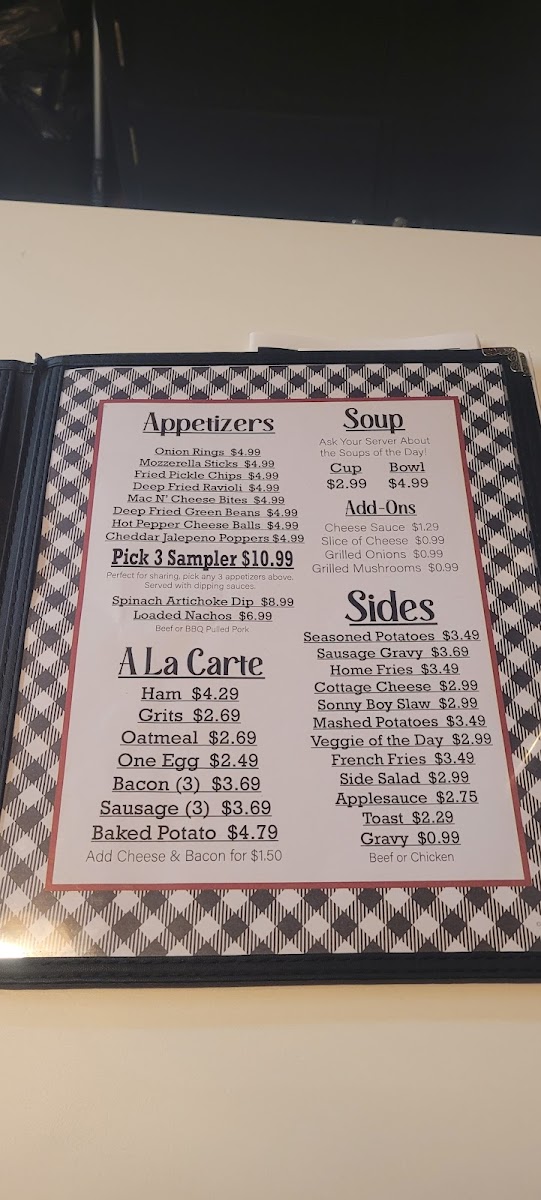 Appetizers
Onion Rings $4.99
Mozzerella Sticks $4.99
Fried Pickle Chips $4.99
Deep Fried Ravioli $4.99
Mac N' Cheese Bites $4.99
Deep Fried Green Beans $4.99
Hot Pepper Cheese Balls $4.99
Cheddar Jalepeno Poppers $4.99
Pick 3 Sampler $10.99
Perfect for sharing, pick any 3 appetizers above.
Served with dipping sauces.
Spinach Artichoke Dip $8.99
Loaded Nachos $6.99
Beef or BBQ Pulled Pork
A La Carte
Ham $4.29
Grits $2.69
Oatmeal $2.69
One Egg $2.49
Bacon (3) $3.69
Sausage (3) $3.69
Baked Potato $4.79
Add Cheese & Bacon for $1.50
Soup
Ask Your Server About
the Soups of the Day!
Cup Bowl
$2.99 $4.99
Add-Ons
Cheese Sauce $1.29
Slice of Cheese $0.99
Grilled Onions $0.99
Grilled Mushrooms $0.99
Sides
Seasoned Potatoes $3.49
Sausage Gravy $3.69
Home Fries $3.49
Cottage Cheese $2.99
Sonny Boy Slaw $2.99
Mashed Potatoes $3.49
Veggie of the Day $2.99
French Fries $3.49
Side Salad $2.99
Applesauce $2.75
Toast $2.29
Gravy $0.99
Beef or Chicken